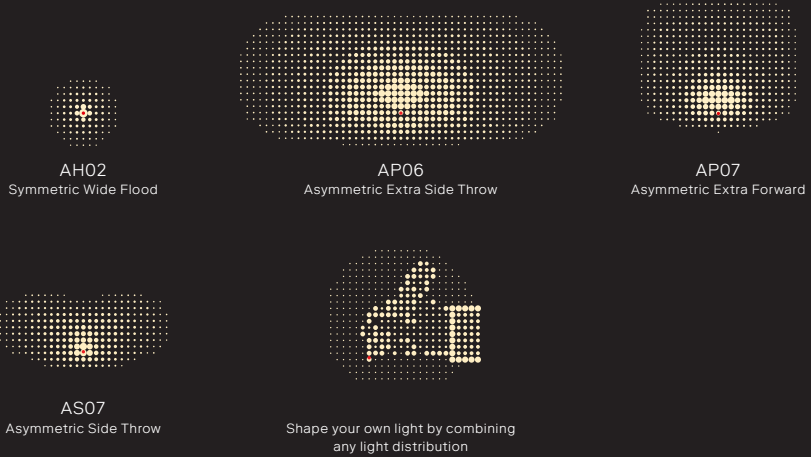 AH02
Symmetric Wide Flood
AP06
Asymmetric Extra Side Throw
AP07
Asymmetric Extra Forward
AS07
Asymmetric Side Throw
Shape your own light by combining
any light distribution